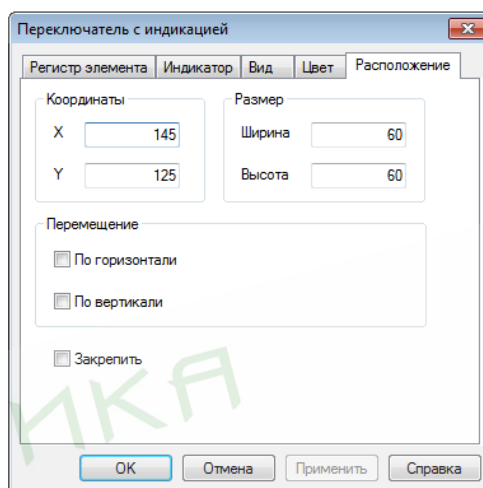 Переключатель с индикацией
Регистр элемента Индикатор Вид Цвет Расположение
Координаты Размер
X 145 Ширина 60
Y 125 Высота 60
Перемещение
По горизонтали
По вертикали
Закрепить
ИКА
OK Отмена Применить Справка